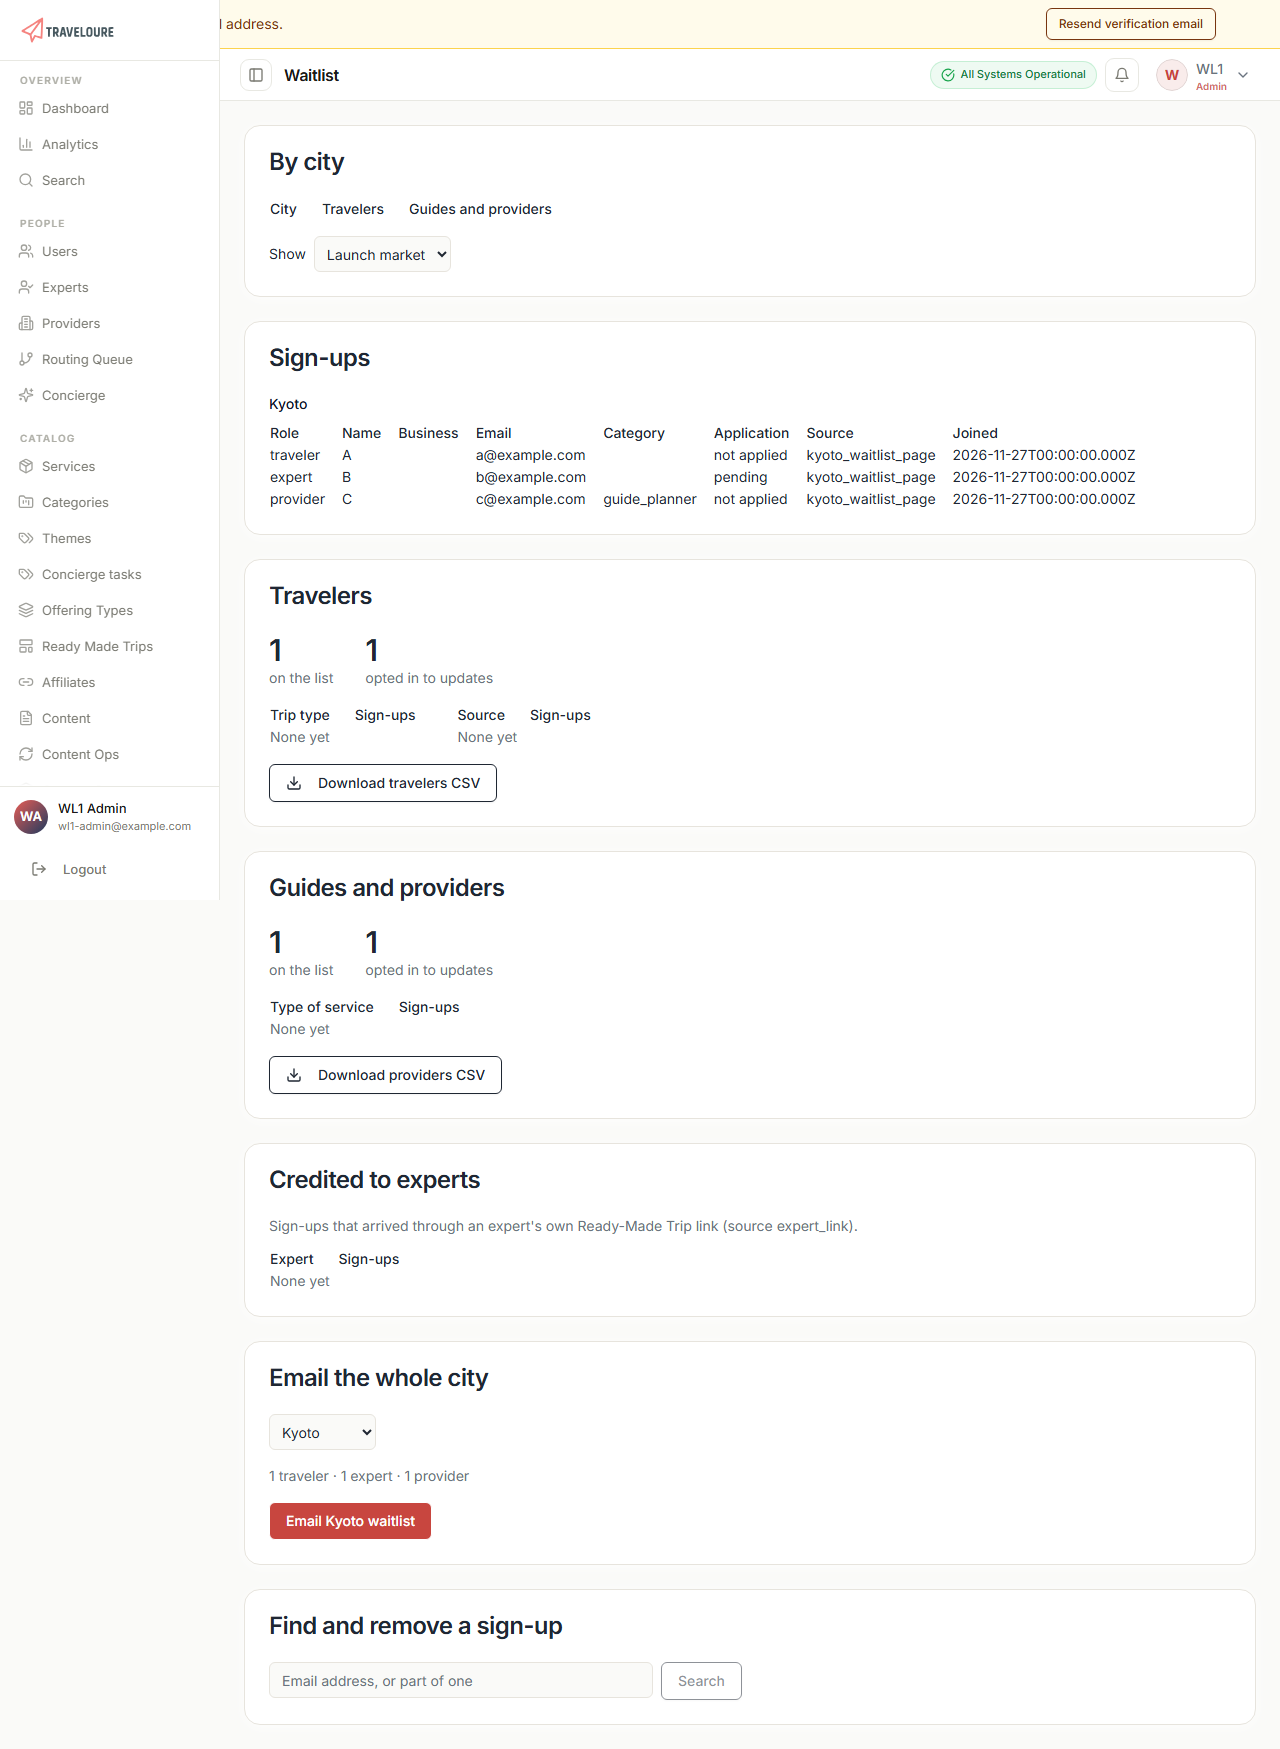 TRAVELOURE
l address.
Resend verification email
Waitlist
All Systems Operational
W
WL1
Admin
OVERVIEW
Dashboard
Analytics
Search
PEOPLE
Users
Experts
Providers
Routing Queue
Concierge
CATALOG
Services
Categories
Themes
Concierge tasks
Offering Types
Ready Made Trips
Affiliates
Content
Content Ops
WA
WL1 Admin
wl1-admin@example.com
Logout
By city
City Travelers Guides and providers
Show Launch market
Sign-ups
Kyoto
Role Name Business Email Category Application Source Joined
traveler A a@example.com not applied kyoto_waitlist_page 2026-11-27T00:00:00.000Z
expert B b@example.com pending kyoto_waitlist_page 2026-11-27T00:00:00.000Z
provider C c@example.com guide_planner not applied kyoto_waitlist_page 2026-11-27T00:00:00.000Z
Travelers
1 1
on the list opted in to updates
Trip type Sign-ups Source Sign-ups
None yet None yet
Download travelers CSV
Guides and providers
1 1
on the list opted in to updates
Type of service Sign-ups
None yet
Download providers CSV
Credited to experts
Sign-ups that arrived through an expert's own Ready-Made Trip link (source expert_link).
Expert Sign-ups
None yet
Email the whole city
Kyoto
1 traveler · 1 expert · 1 provider
Email Kyoto waitlist
Find and remove a sign-up
Email address, or part of one
Search